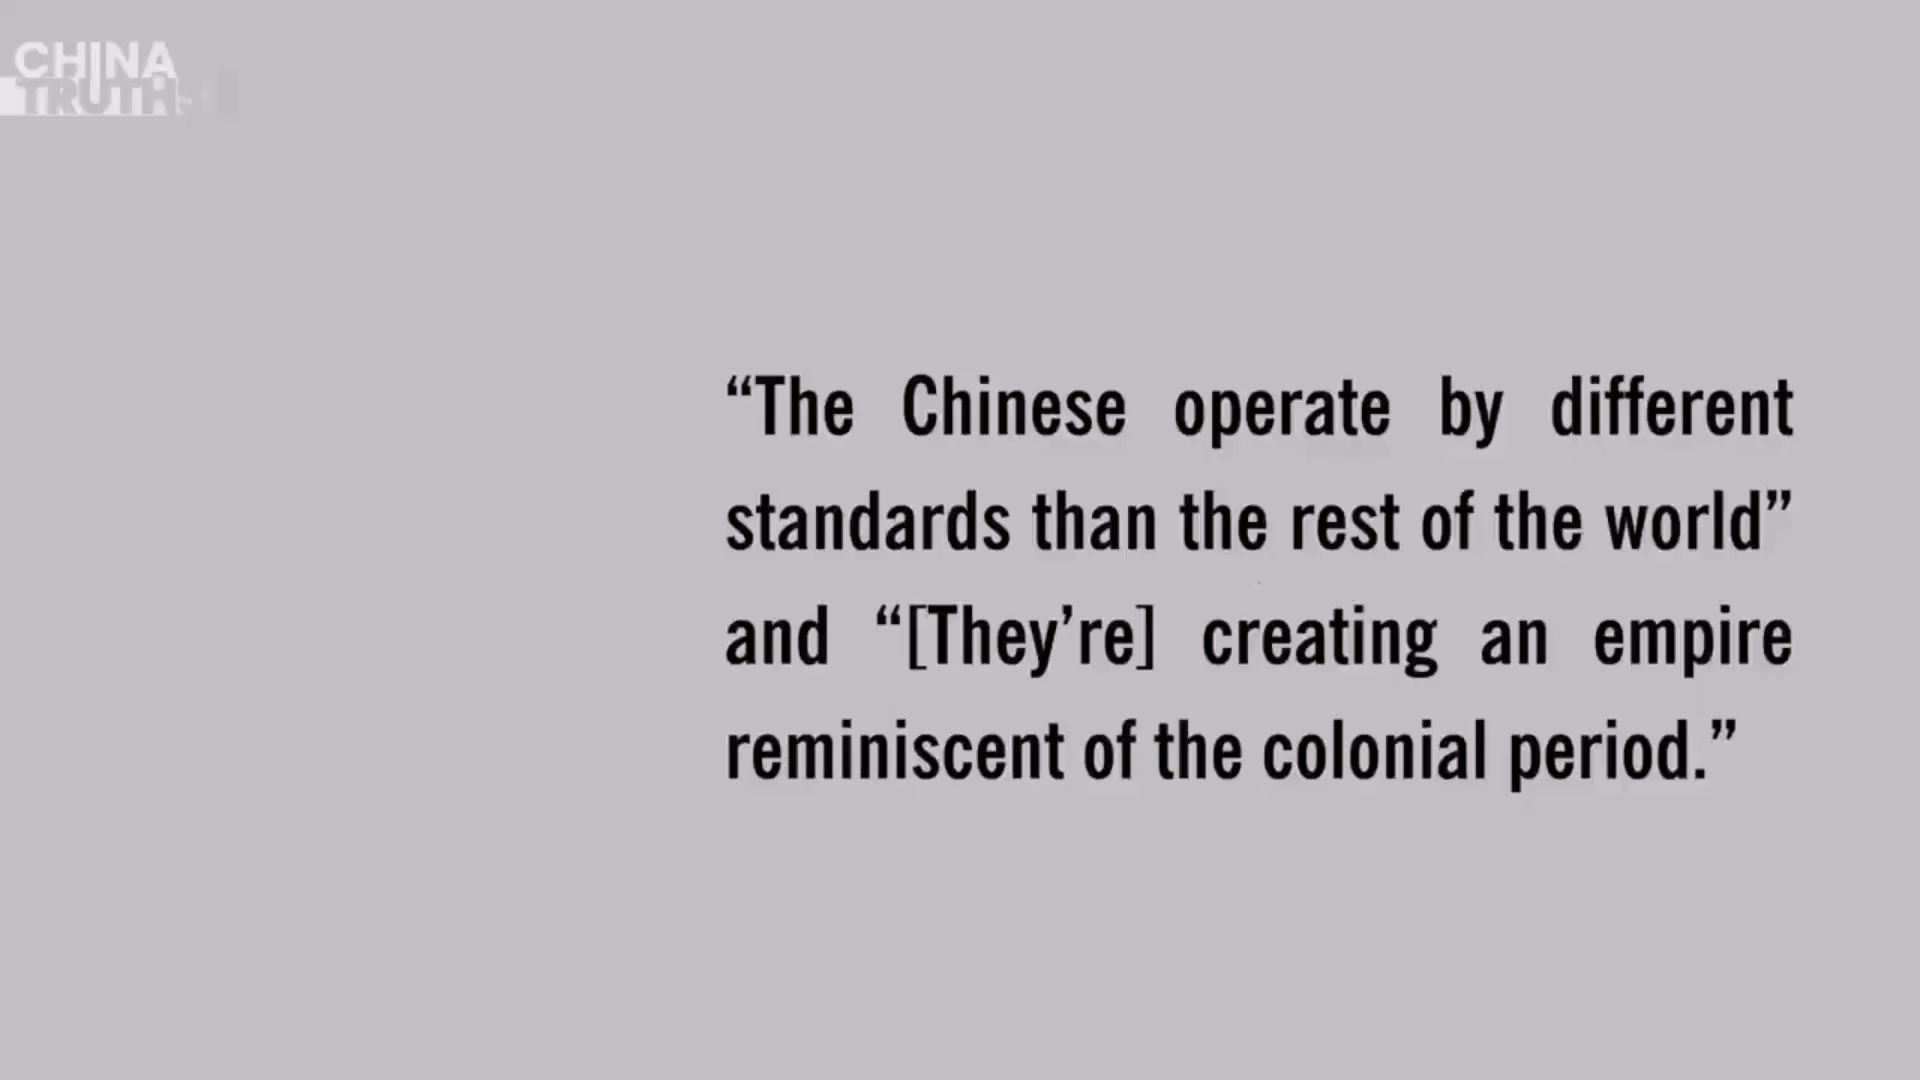 CHINA
TRUTHS
“The Chinese operate by different
standards than the rest of the world”
and “[They’re] creating an empire
reminiscent of the colonial period.”